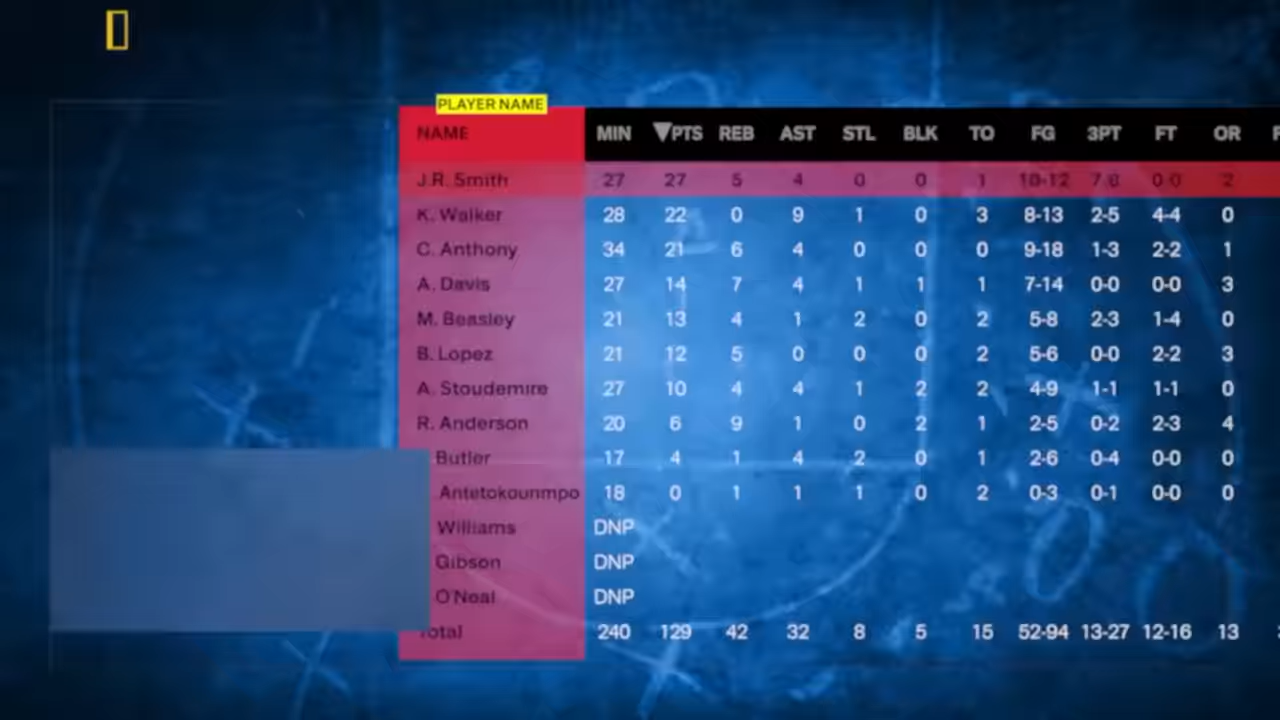 PLAYER NAME
NAME MIN ▼PTS REB AST STL BLK TO FG 3PT FT OR
J.R. Smith 27 27 5 4 0 0 1 10-12 7-8 0-0 2
K. Walker 28 22 0 9 1 0 3 8-13 2-5 4-4 0
C. Anthony 34 21 6 4 0 0 0 9-18 1-3 2-2 1
A. Davis 27 14 7 4 1 1 1 7-14 0-0 0-0 3
M. Beasley 21 13 4 1 2 0 2 5-8 2-3 1-4 0
B. Lopez 21 12 5 0 0 0 2 5-6 0-0 2-2 3
A. Stoudemire 27 10 4 4 1 2 2 4-9 1-1 1-1 0
R. Anderson 20 6 9 1 0 2 1 2-5 0-2 2-3 4
Butler 17 4 1 4 2 0 1 2-6 0-4 0-0 0
. Antetokounmpo 18 0 1 1 1 0 2 0-3 0-1 0-0 0
Williams DNP
Gibson DNP
O'Neal DNP
Total 240 129 42 32 8 5 15 52-94 13-27 12-16 13